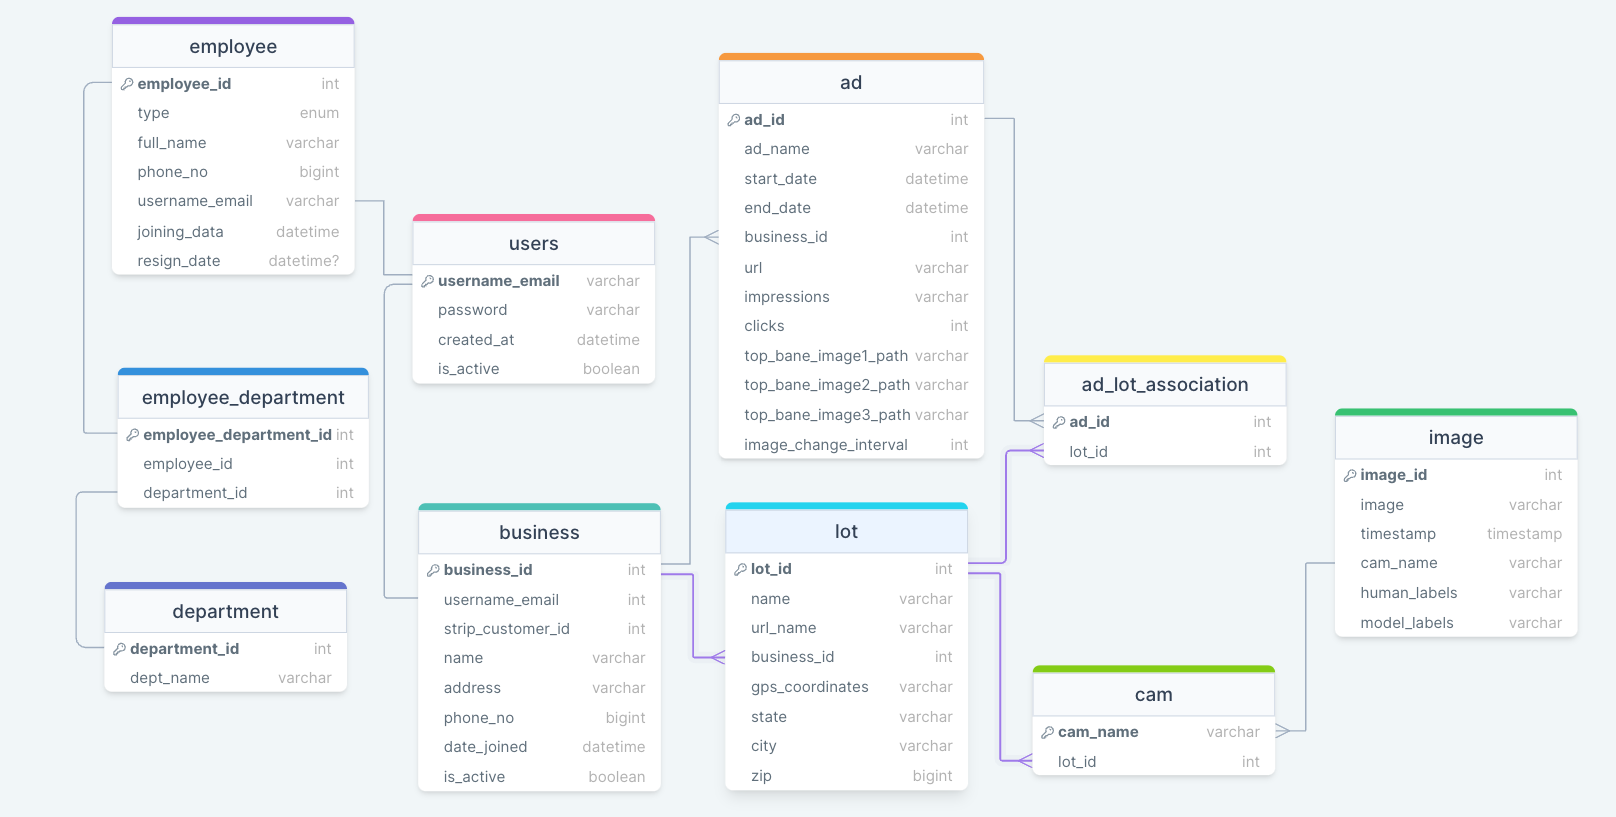 employee
employee_id int
type enum
full_name varchar
phone_no bigint
username_email varchar
joining_data datetime
resign_date datetime?
users
username_email varchar
password varchar
created_at datetime
is_active boolean
employee_department
employee_department_id int
employee_id int
department_id int
department
department_id int
dept_name varchar
business
business_id int
username_email int
strip_customer_id int
name varchar
address varchar
phone_no bigint
date_joined datetime
is_active boolean
ad
ad_id int
ad_name varchar
start_date datetime
end_date datetime
business_id int
url varchar
impressions varchar
clicks int
top_bane_image1_path varchar
top_bane_image2_path varchar
top_bane_image3_path varchar
image_change_interval int
lot
lot_id int
name varchar
url_name varchar
business_id int
gps_coordinates varchar
state varchar
city varchar
zip bigint
ad_lot_association
ad_id int
lot_id int
cam
cam_name varchar
lot_id int
image
image_id int
image varchar
timestamp timestamp
cam_name varchar
human_labels varchar
model_labels varchar